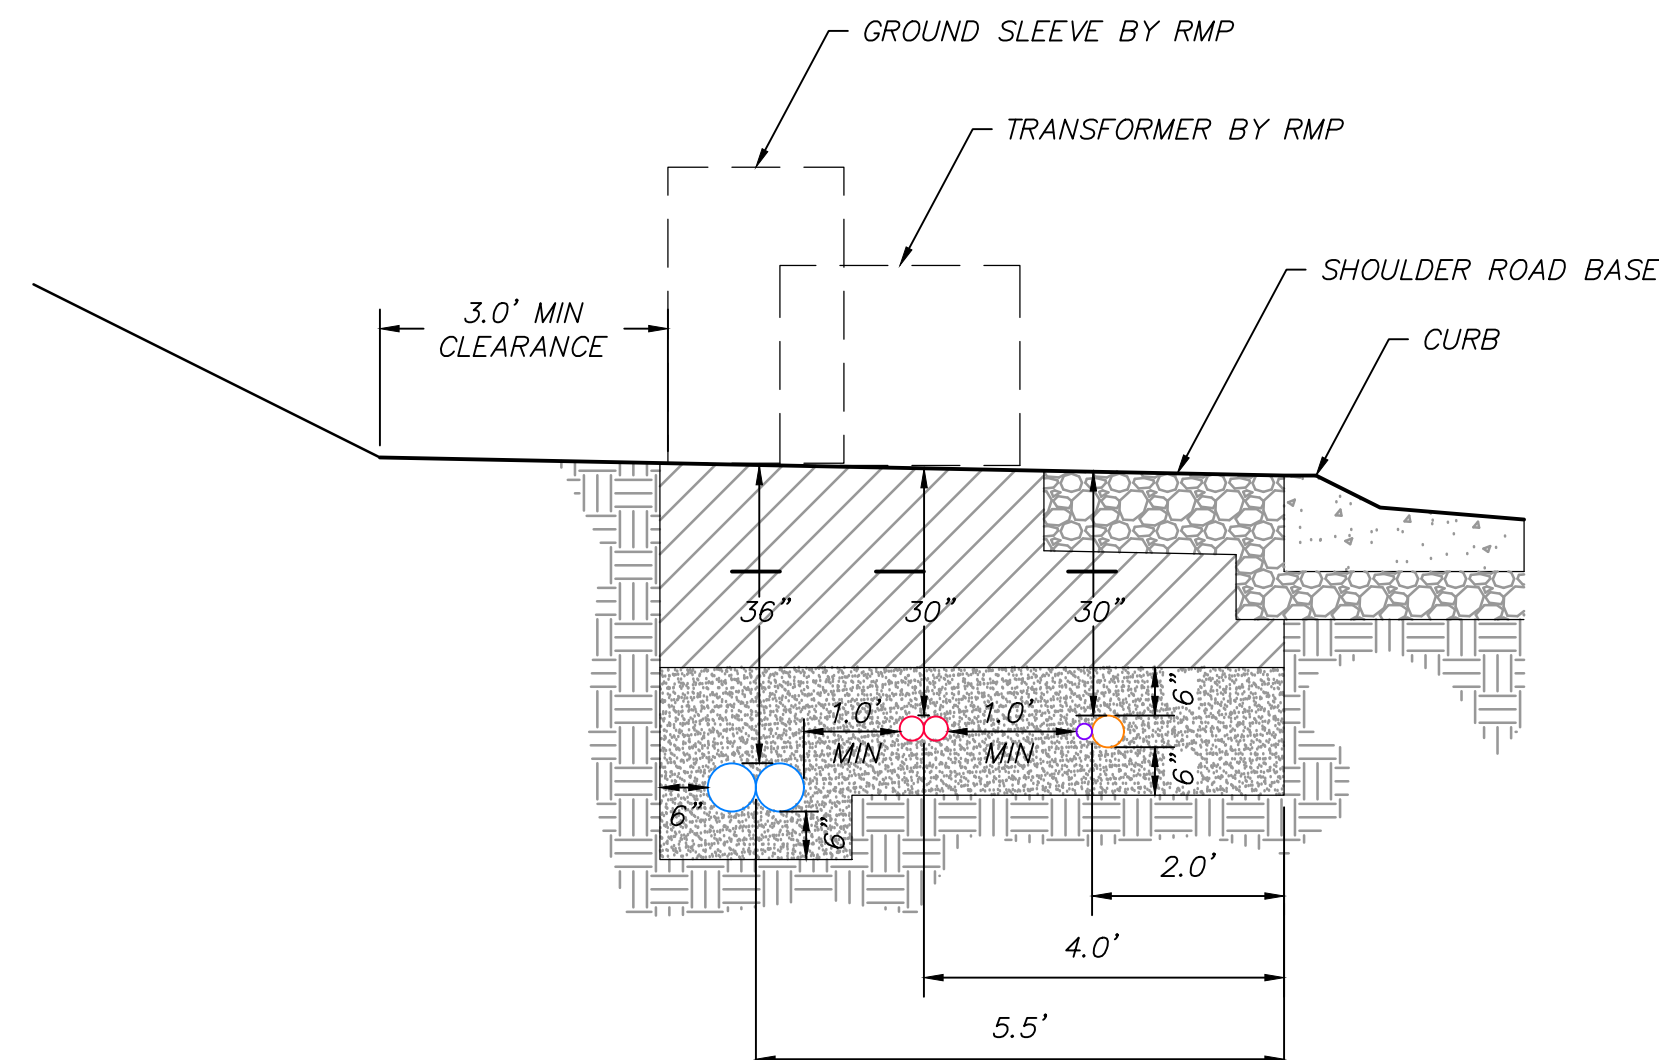 GROUND SLEEVE BY RMP
TRANSFORMER BY RMP
SHOULDER ROAD BASE
3.0' MIN
CLEARANCE
CURB
36"
30"
30"
6"
1.0'
MIN
1.0'
MIN
6"
6"
6"
2.0'
4.0'
5.5'